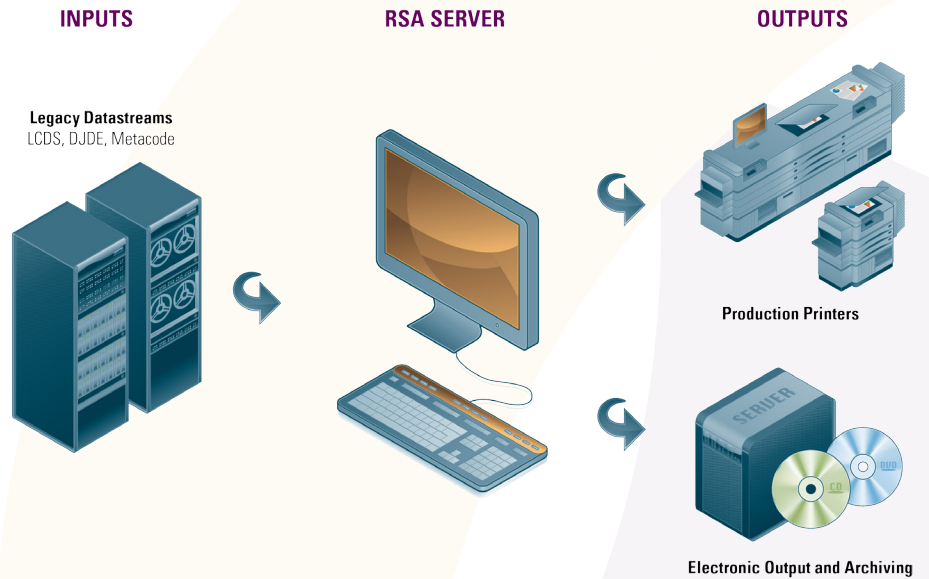 INPUTS
RSA SERVER
OUTPUTS
Legacy Datastreams
LCDS, DJDE, Metacode
Production Printers
SERVER
CD
DVD
Electronic Output and Archiving